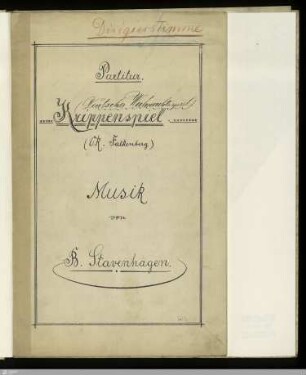 Dirigierstimme
Partitur.
(Deutsches Weihnachtsspiel)
Krippenspiel.
(O. Falkenberg)
Musik
von
B. Stavenhagen.